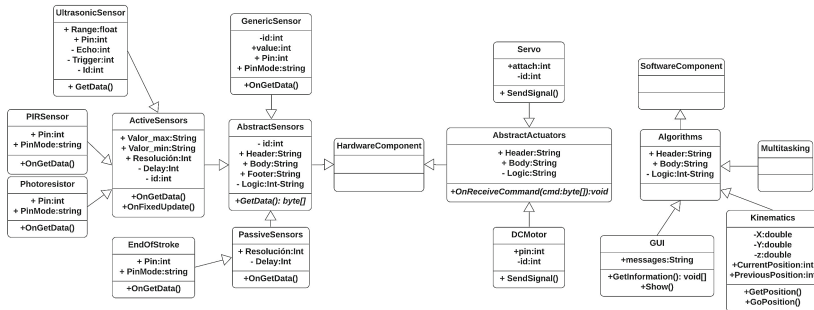 UltrasonicSensor
+ Range:float
+ Pin:int
- Echo:int
- Trigger:int
- Id:int
+ GetData()
GenericSensor
-id:int
+value:int
+ Pin:int
+ PinMode:string
+OnGetData()
Servo
+attach:int
-id:int
+ SendSignal()
SoftwareComponent
PIRSensor
+ Pin:int
+ PinMode:string
+OnGetData()
ActiveSensors
+ Valor_max:String
+ Valor_min:String
+ Resolución:Int
- Delay:Int
- id:int
+OnGetData()
+OnFixedUpdate()
AbstractSensors
- id:int
+ Header:String
+ Body:String
+ Footer:String
- Logic:Int-String
+GetData(): byte[]
HardwareComponent
AbstractActuators
+ Header:String
+ Body:String
- Logic:String
+OnReceiveCommand(cmd:byte[]):void
Algorithms
+ Header:String
+ Body:String
- Logic:Int-String
Multitasking
Photoresistor
+ Pin:int
+ PinMode:string
+OnGetData()
EndOfStroke
+ Pin:int
+ PinMode:string
+ OnGetData()
PassiveSensors
+ Resolución:Int
- Delay:Int
+OnGetData()
DCMotor
+pin:int
-id:int
+ SendSignal()
GUI
+messages:String
+GetInformation(): void[]
+Show()
Kinematics
-X:double
-Y:double
-z:double
+CurrentPosition:int
+PreviousPosition:int
+GetPosition()
+GoPosition()